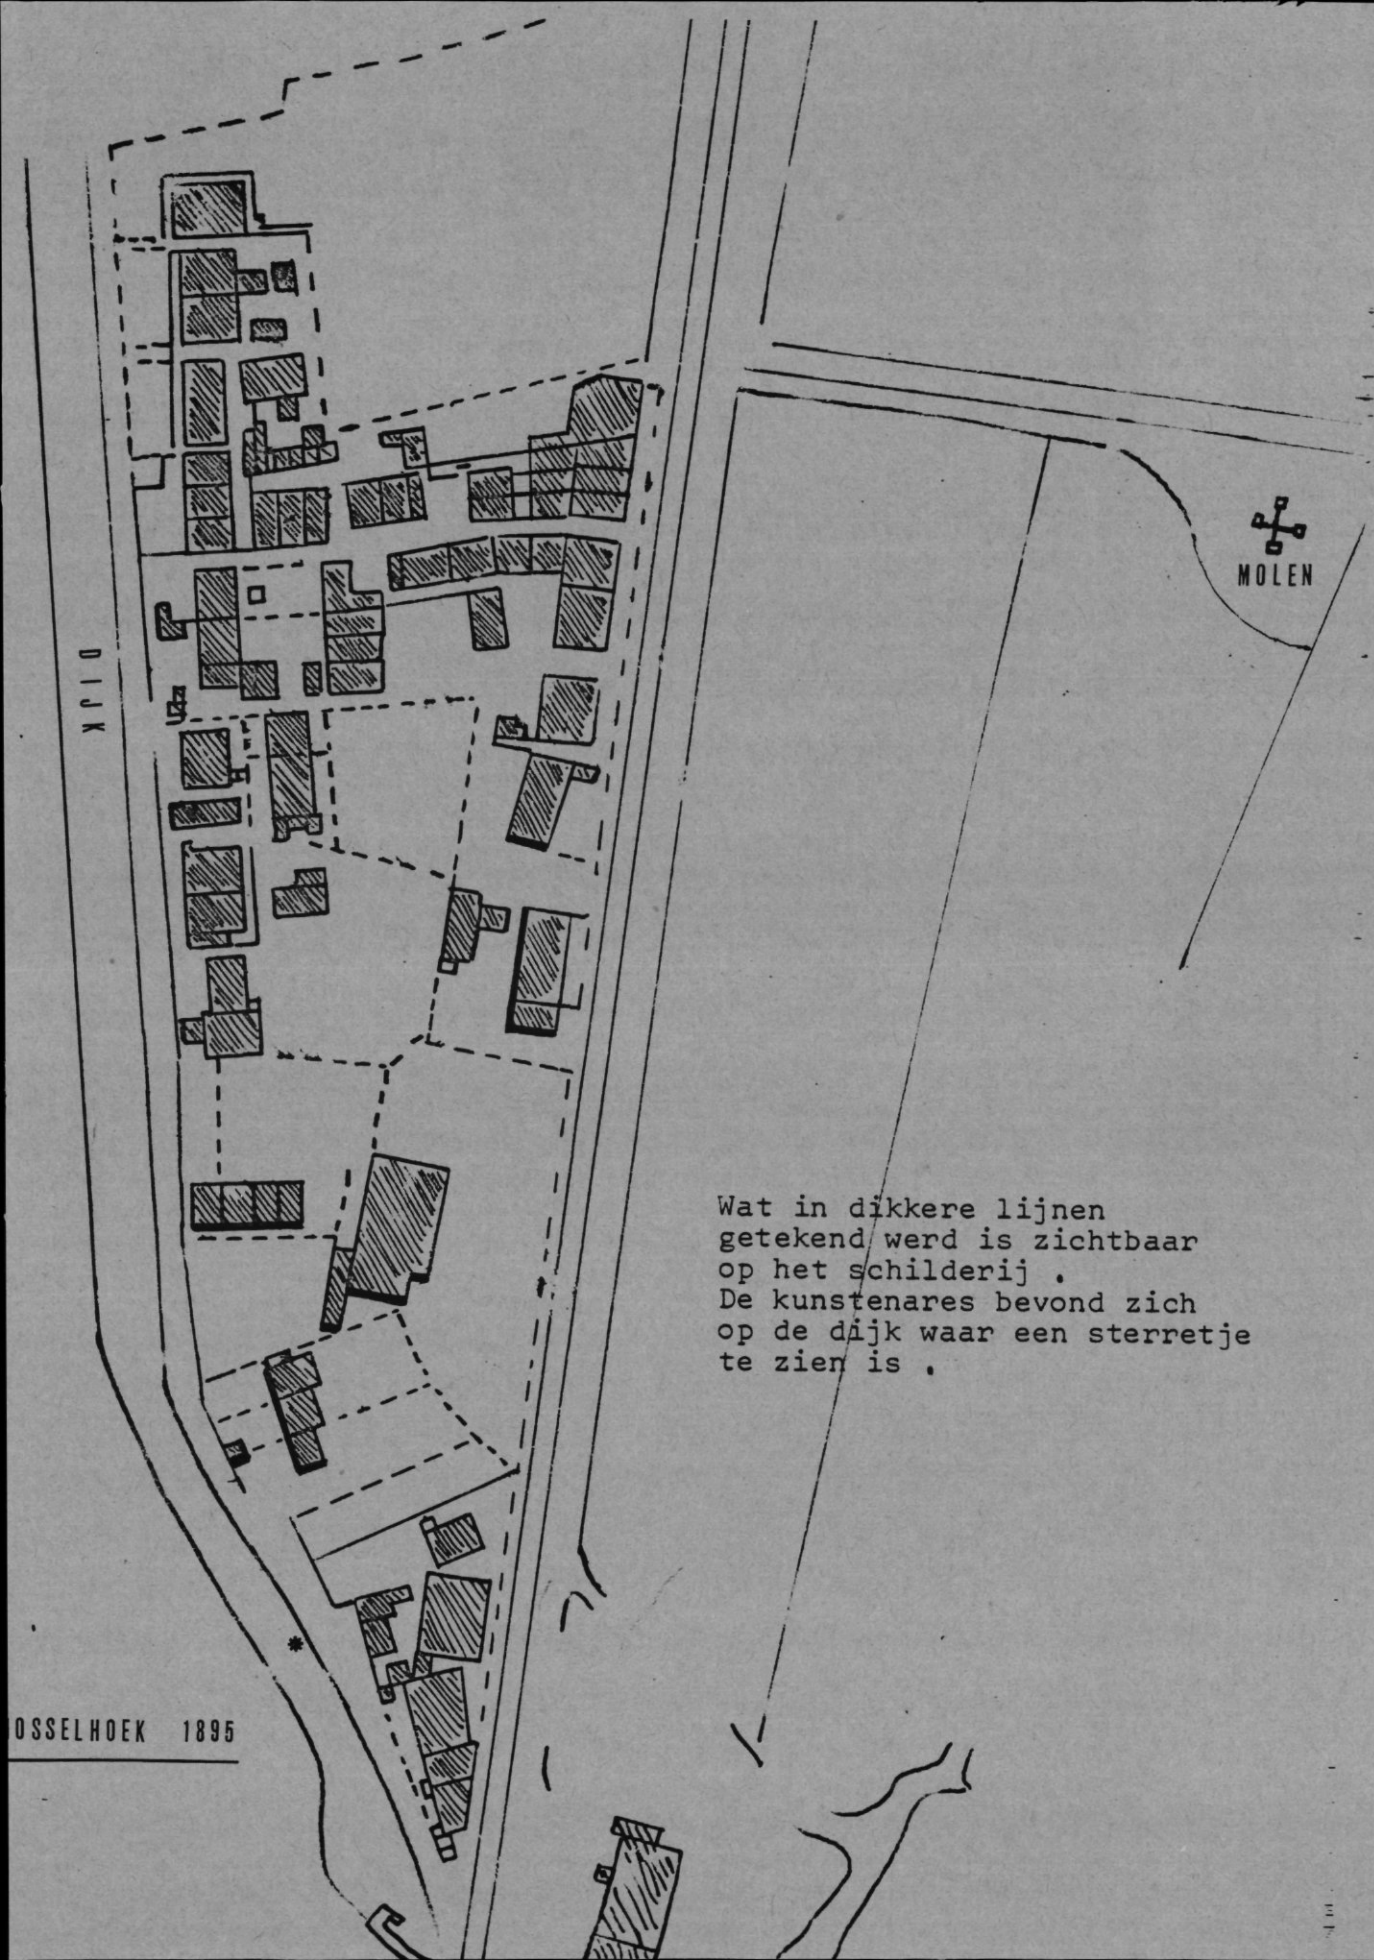 MOLEN
DIJK
Wat in dikkere lijnen
getekend werd is zichtbaar
op het schilderij .
De kunstenares bevond zich
op de dijk waar een sterretje
te zien is .
*
OSSELHOEK 1895